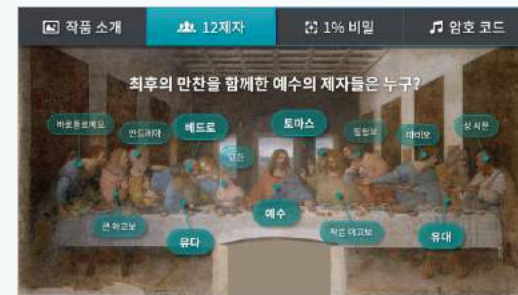 작품 소개
12제자
1% 비밀
암호 코드
최후의 만찬을 함께한 예수의 제자들은 누구?
바로톨로메오
안드레아
베드로
요한
토마스
필립보
마태오
성 시몬
큰 야고보
유다
예수
작은 야고보
유대